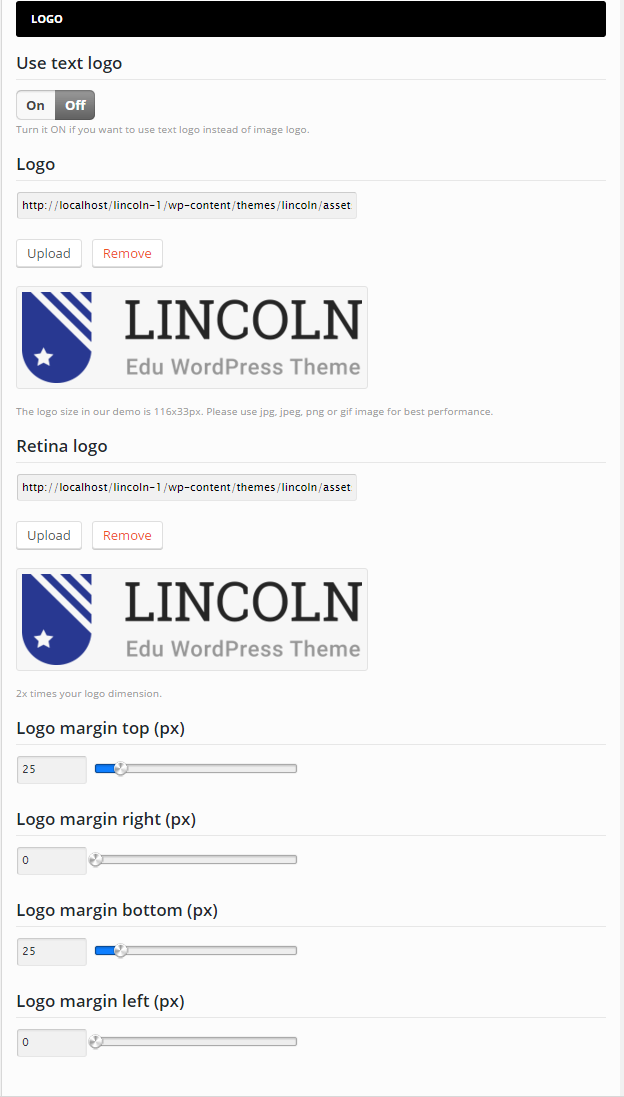 LOGO
Use text logo
On Off
Turn it ON if you want to use text logo instead of image logo.
Logo
http://localhost/lincoln-1/wp-content/themes/lincoln/asset
Upload Remove
LINCOLN
Edu WordPress Theme
The logo size in our demo is 116x33px. Please use jpg, jpeg, png or gif image for best performance.
Retina logo
http://localhost/lincoln-1/wp-content/themes/lincoln/asset
Upload Remove
LINCOLN
Edu WordPress Theme
2x times your logo dimension.
Logo margin top (px)
25
Logo margin right (px)
0
Logo margin bottom (px)
25
Logo margin left (px)
0